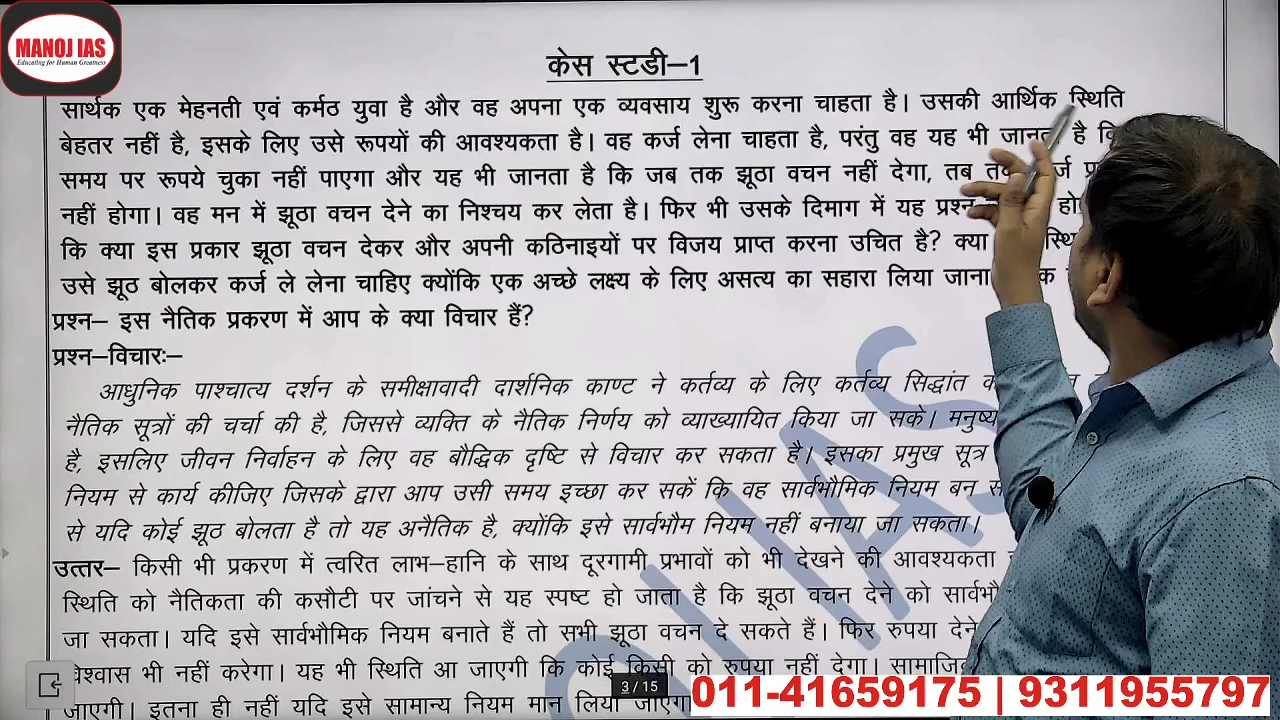 MANOJ IAS
Educating for Human Greatness
केस स्टडी–1
सार्थक एक मेहनती एवं कर्मठ युवा है और वह अपना एक व्यवसाय शुरू करना चाहता है। उसकी आर्थिक स्थिति
बेहतर नहीं है, इसके लिए उसे रूपयों की आवश्यकता है। वह कर्ज लेना चाहता है, परंतु वह यह भी जानता है
समय पर रूपये चुका नहीं पाएगा और यह भी जानता है कि जब तक झूठा वचन नहीं देगा, तब
नहीं होगा। वह मन में झूठा वचन देने का निश्चय कर लेता है। फिर भी उसके दिमाग में यह प्रश्न
कि क्या इस प्रकार झूठा वचन देकर और अपनी कठिनाइयों पर विजय प्राप्त करना उचित है? क्या
उसे झूठ बोलकर कर्ज ले लेना चाहिए क्योंकि एक अच्छे लक्ष्य के लिए असत्य का सहारा लिया जाना
प्रश्न– इस नैतिक प्रकरण में आप के क्या विचार हैं?
प्रश्न–विचारः–
आधुनिक पाश्चात्य दर्शन के समीक्षावादी दार्शनिक काण्ट ने कर्तव्य के लिए कर्तव्य सिद्धांत
नैतिक सूत्रों की चर्चा की है, जिससे व्यक्ति के नैतिक निर्णय को व्याख्यायित किया जा सके। मनुष्य
है, इसलिए जीवन निर्वाहन के लिए वह बौद्धिक दृष्टि से विचार कर सकता है। इसका प्रमुख सूत्र
नियम से कार्य कीजिए जिसके द्वारा आप उसी समय इच्छा कर सकें कि वह सार्वभौमिक नियम बन
से यदि कोई झूठ बोलता है तो यह अनैतिक है, क्योंकि इसे सार्वभौम नियम नहीं बनाया जा सकता।
उत्तर– किसी भी प्रकरण में त्वरित लाभ–हानि के साथ दूरगामी प्रभावों को भी देखने की आवश्यकता
स्थिति को नैतिकता की कसौटी पर जांचने से यह स्पष्ट हो जाता है कि झूठा वचन देने को
जा सकता। यदि इसे सार्वभौमिक नियम बनाते हैं तो सभी झूठा वचन दे सकते हैं। फिर रुपया देने
विश्वास भी नहीं करेगा। यह भी स्थिति आ जाएगी कि कोई किसी को रुपया नहीं देगा।
जाएगी। इतना ही नहीं यदि इसे सामान्य नियम मान लिया जाएगा
3 / 15
011-41659175 | 9311955797